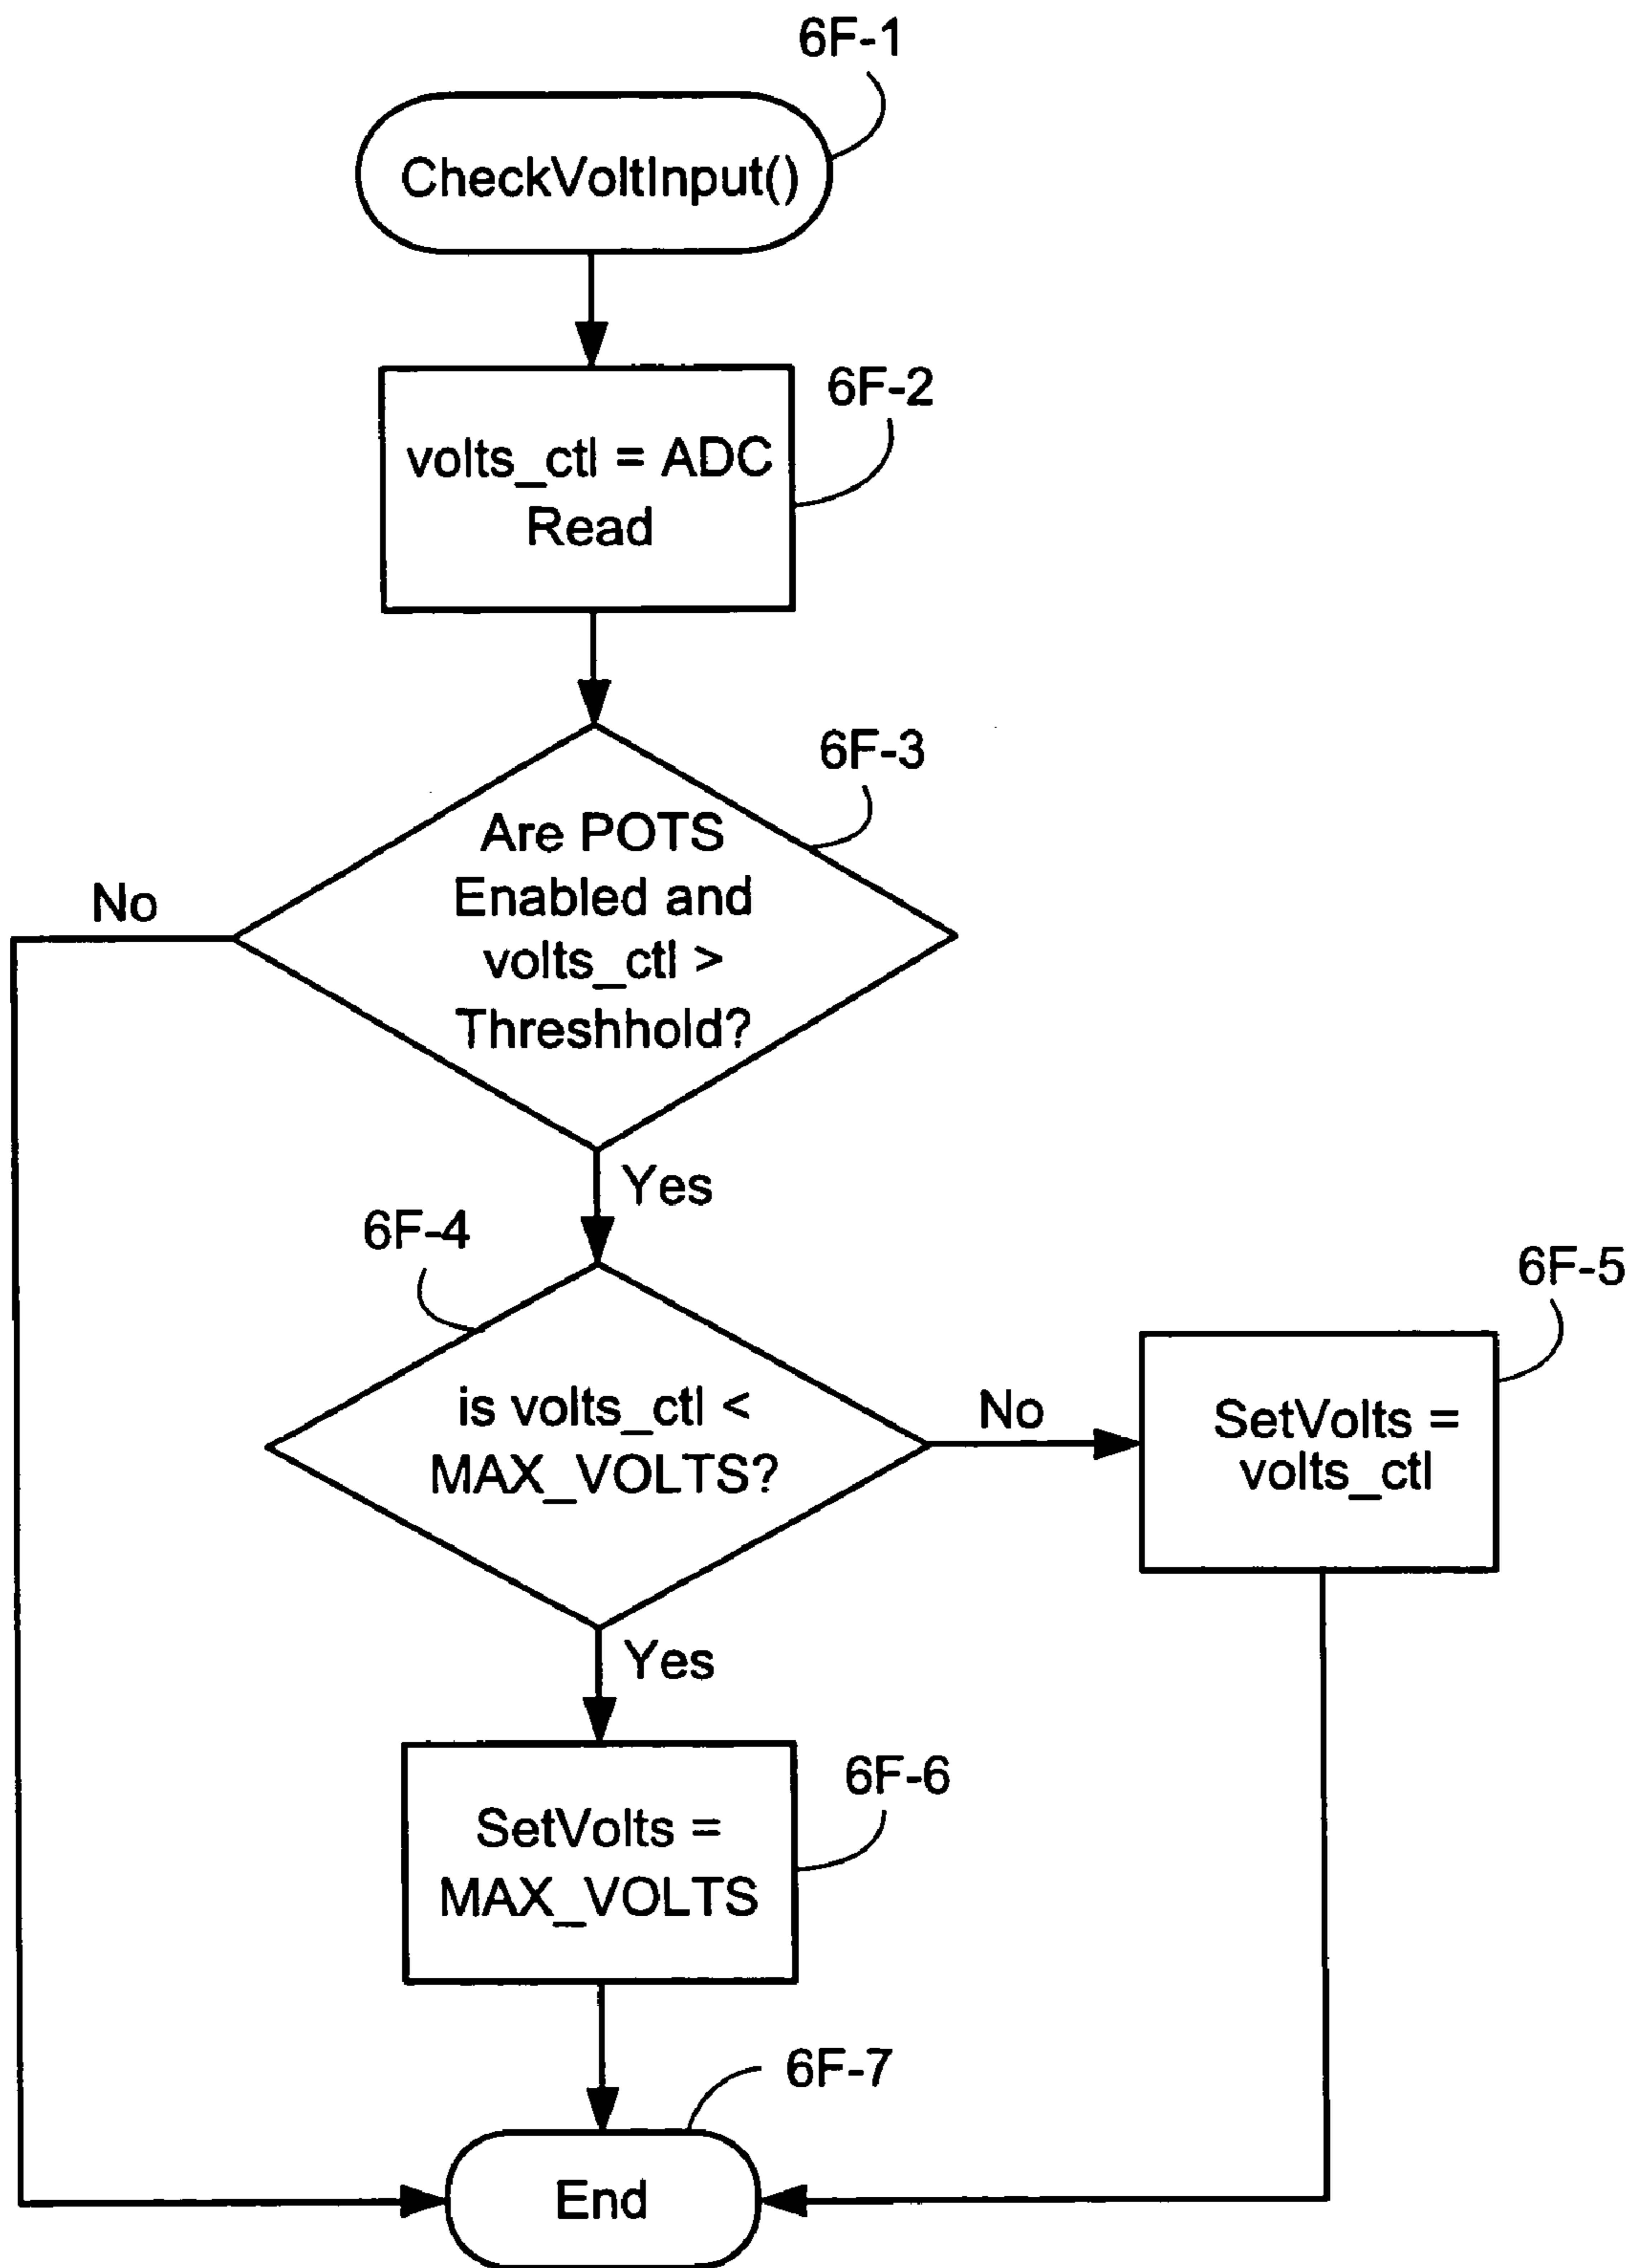 6F-1
CheckVoltInput()
6F-2
volts_ctl = ADC
Read
6F-3
Are POTS
Enabled and
volts_ctl >
Threshhold?
No
Yes
6F-4
is volts_ctl <
MAX_VOLTS?
No
6F-5
SetVolts =
volts_ctl
Yes
6F-6
SetVolts =
MAX_VOLTS
6F-7
End